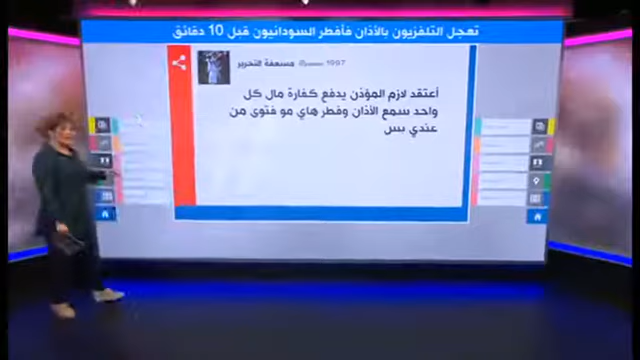 تعجل التلفزيون بالأذان فأفطر السودانيون قبل 10 دقائق
مسعفة التحرير
أعتقد لازم المؤذن يدفع كفارة مال كل
واحد سمع الأذان وفطر هاي مو فتوى من
عندي بس